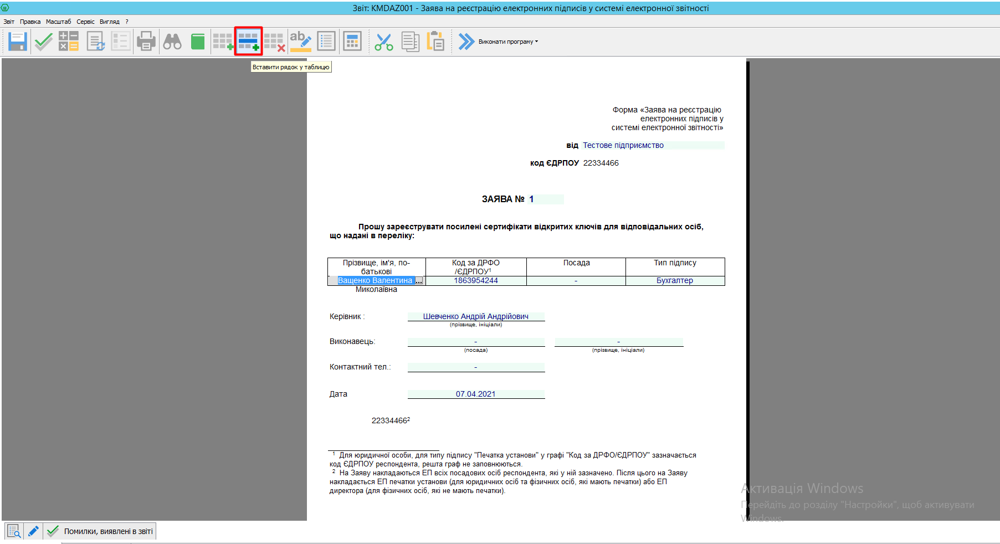 Звіт: KMDAZ001 - Заява на реєстрацію електронних підписів у системі електронної звітності
Звіт Правка Масштаб Сервіс Вигляд ?
ab
Виконати програму
Вставити рядок у таблицю
Форма «Заява на реєстрацію
електронних підписів у
системі електронної звітності»
від Тестове підприємство
код ЄДРПОУ 22334466
ЗАЯВА № 1
Прошу зареєструвати посилені сертифікати відкритих ключів для відповідальних осіб,
що надані в переліку:
Прізвище, ім'я, по- Код за ДРФО Посада Тип підпису
батькові /ЄДРПОУ¹
Ващенко Валентина ... 1863954244 - Бухгалтер
Миколаївна
Керівник : Шевченко Андрій Андрійович
(прізвище, ініціали)
Виконавець: - -
(посада) (прізвище, ініціали)
Контактний тел.: -
Дата 07.04.2021
22334466²
¹ Для юридичної особи, для типу підпису "Печатка установи" у графі "Код за ДРФО/ЄДРПОУ" зазначається
код ЄДРПОУ респондента, решта граф не заповнюються.
² На Заяву накладаються ЕП всіх посадових осіб респондента, які у ній зазначено. Після цього на Заяву
накладається ЕП печатки установи (для юридичних осіб та фізичних осіб, які мають печатки) або ЕП
директора (для фізичних осіб, які не мають печатки).
Активація Windows
Перейдіть до розділу "Настройки", щоб активувати
Windows.
Помилки, виявлені в звіті